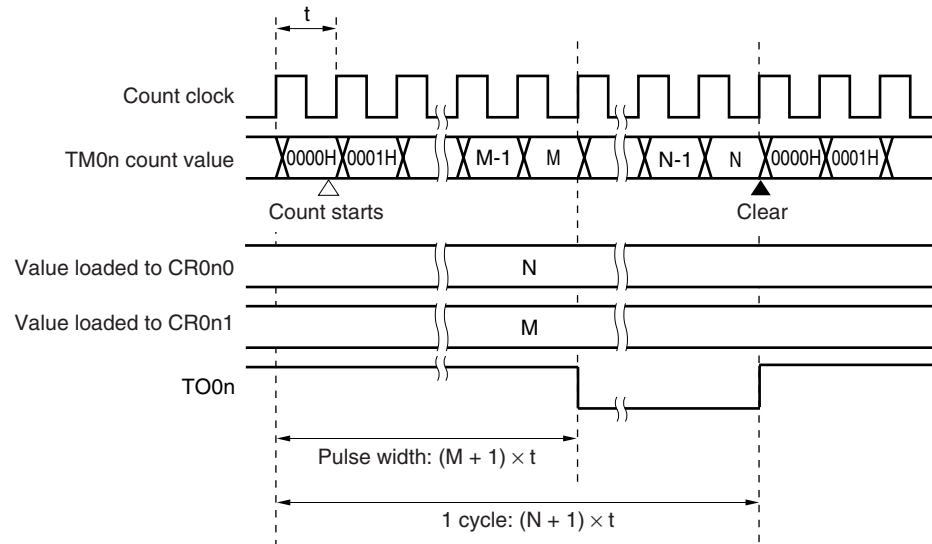 t
Count clock
TM0n count value
0000H 0001H M-1 M N-1 N 0000H 0001H
Count starts
Clear
Value loaded to CR0n0
N
Value loaded to CR0n1
M
TO0n
Pulse width: (M + 1) × t
1 cycle: (N + 1) × t